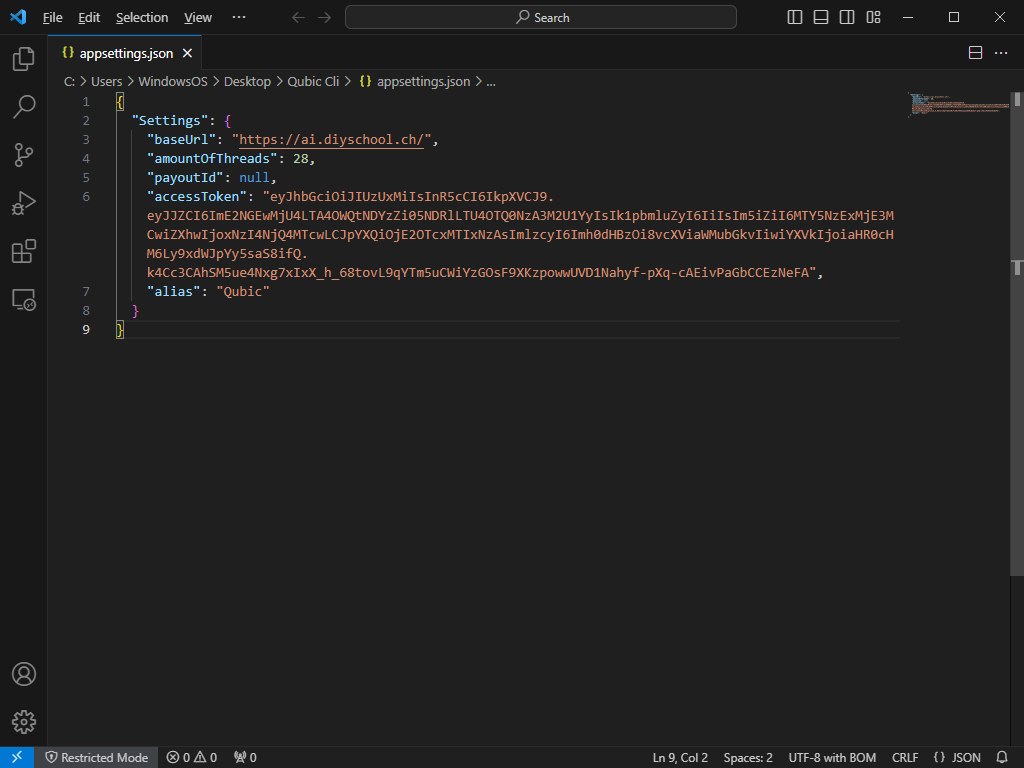 File Edit Selection View ··· Search
{} appsettings.json
C: > Users > WindowsOS > Desktop > Qubic Cli > {} appsettings.json > ...
1 {
2 "Settings": {
3 "baseUrl": "https://ai.diyschool.ch/",
4 "amountOfThreads": 28,
5 "payoutId": null,
6 "accessToken": "eyJhbGciOiJIUzUxMiIsInR5cCI6IkpXVCJ9.
eyJJZCI6ImE2NGEwMjU4LTA4OWQtNDYzZi05NDRlLTU4OTQ0NzA3M2U1YyIsIk1pbmluZyI6IiIsIm5iZiI6MTY5NzExMjE3M
CwiZXhwIjoxNzI4NjQ4MTcwLCJpYXQiOjE2OTcxMTIxNzAsImlzcyI6Imh0dHBzOi8vcXViaWMubGkvIiwiYXVkIjoiaHR0cH
M6Ly9xdWJpYy5saS8ifQ.
k4Cc3CAhSM5ue4Nxg7xIxX_h_68tovL9qYTm5uCWiYzGOsF9XKzpowwUVD1Nahyf-pXq-cAEivPaGbCCEzNeFA",
7 "alias": "Qubic"
8 }
9 }
Restricted Mode 0 0 0 Ln 9, Col 2 Spaces: 2 UTF-8 with BOM CRLF {} JSON